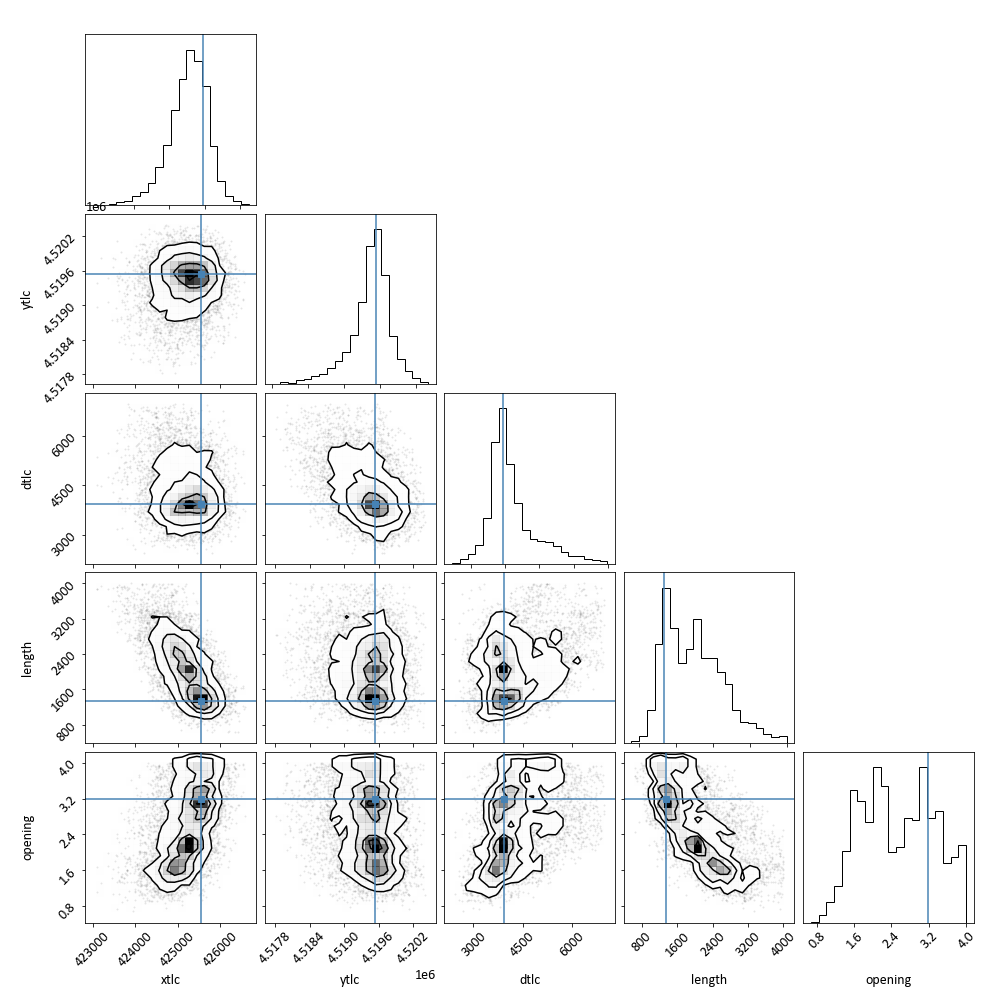 1e6
4.5202
4.5196
4.5190
4.5184
4.5178
ytlc
6000
4500
3000
dtlc
4000
3200
2400
1600
800
length
4.0
3.2
2.4
1.6
0.8
opening
423000 424000 425000 426000
4.5178 4.5184 4.5190 4.5196 4.5202
3000 4500 6000
800 1600 2400 3200 4000
0.8 1.6 2.4 3.2 4.0
1e6
xtlc ytlc dtlc length opening